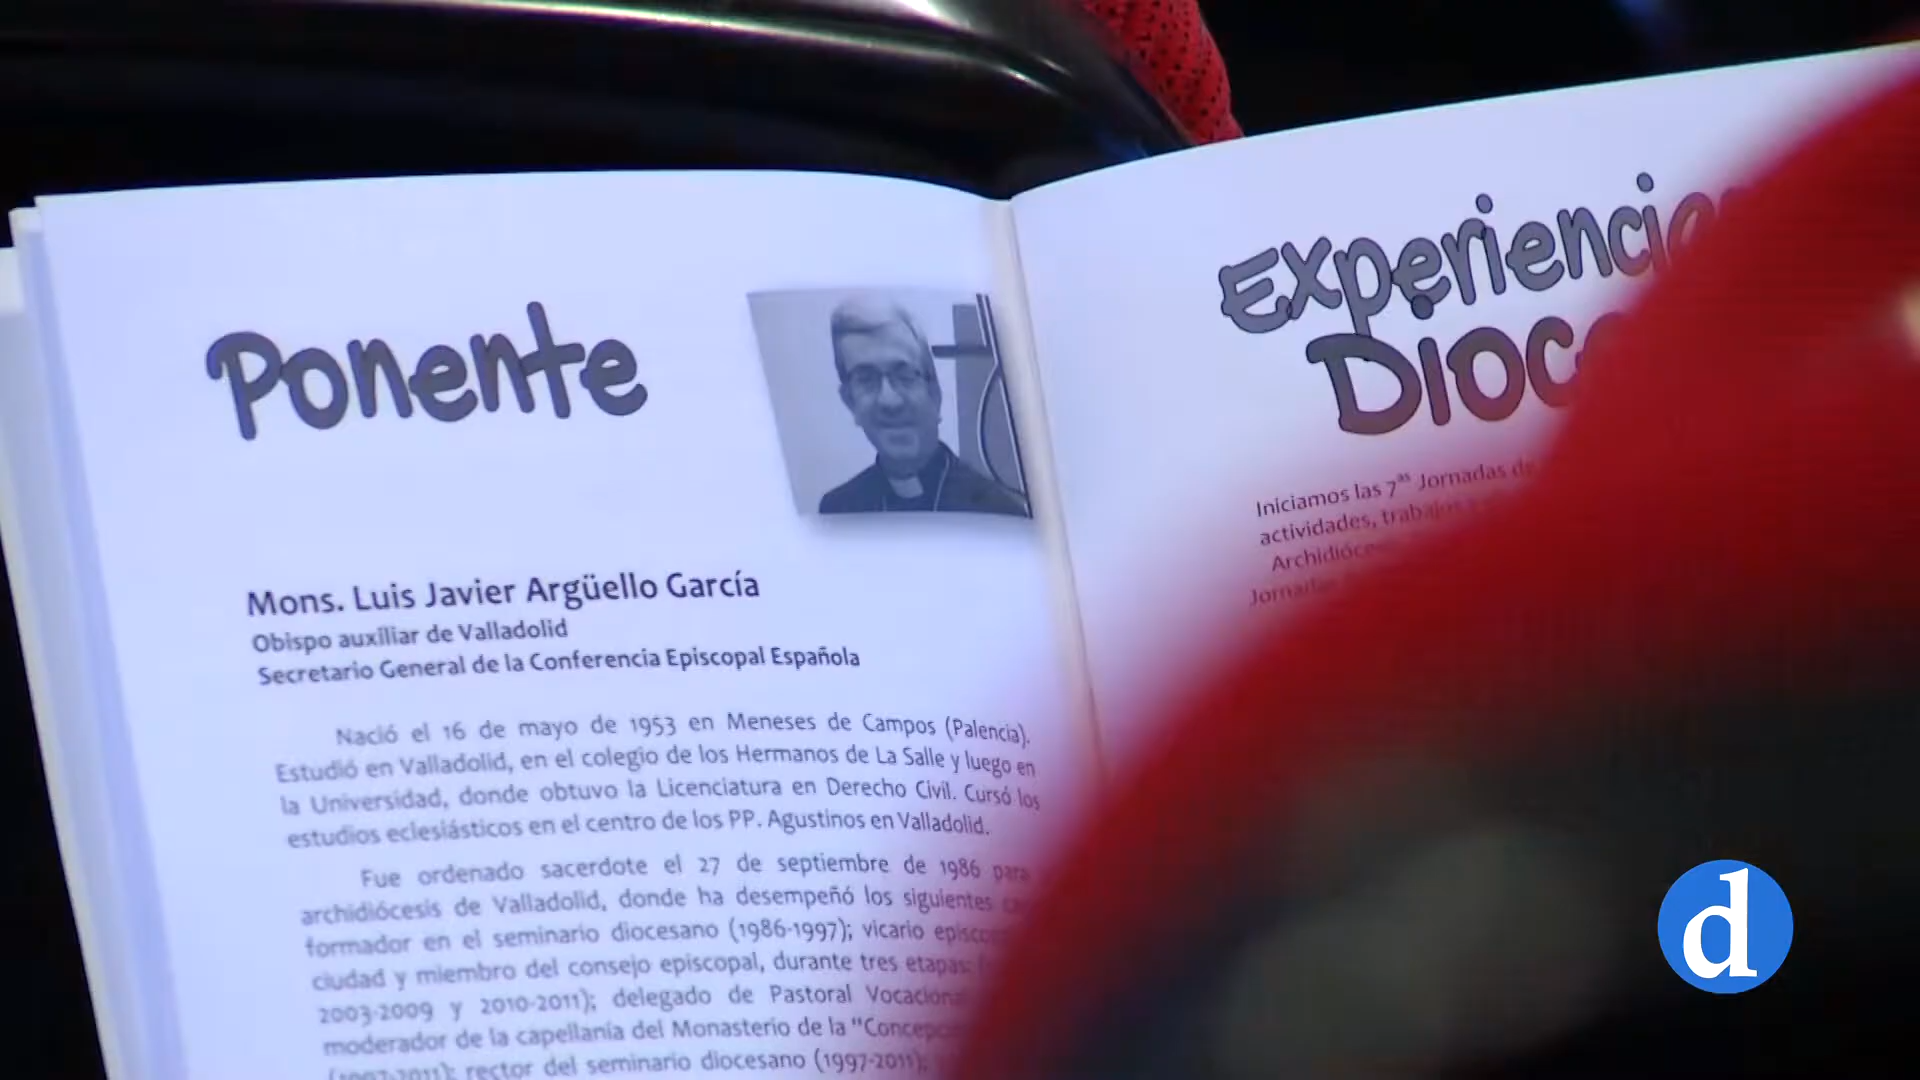 Ponente
Mons. Luis Javier Argüello García
Obispo auxiliar de Valladolid
Secretario General de la Conferencia Episcopal Española
Nació el 16 de mayo de 1953 en Meneses de Campos (Palencia).
Estudió en Valladolid, en el colegio de los Hermanos de La Salle y luego en
la Universidad, donde obtuvo la Licenciatura en Derecho Civil. Cursó los
estudios eclesiásticos en el centro de los PP. Agustinos en Valladolid.
Fue ordenado sacerdote el 27 de septiembre de 1986 para
archidiócesis de Valladolid, donde ha desempeñó los siguientes
formador en el seminario diocesano (1986-1997); vicario
ciudad y miembro del consejo episcopal, durante tres etapas:
2003-2009 y 2010-2011); delegado de Pastoral
moderador de la capellanía del Monasterio de la
(1997-2011); rector del seminario diocesano (1997-2011);
Iniciamos las 7as Jornadas de
actividades, trabajos
Jornadas
d